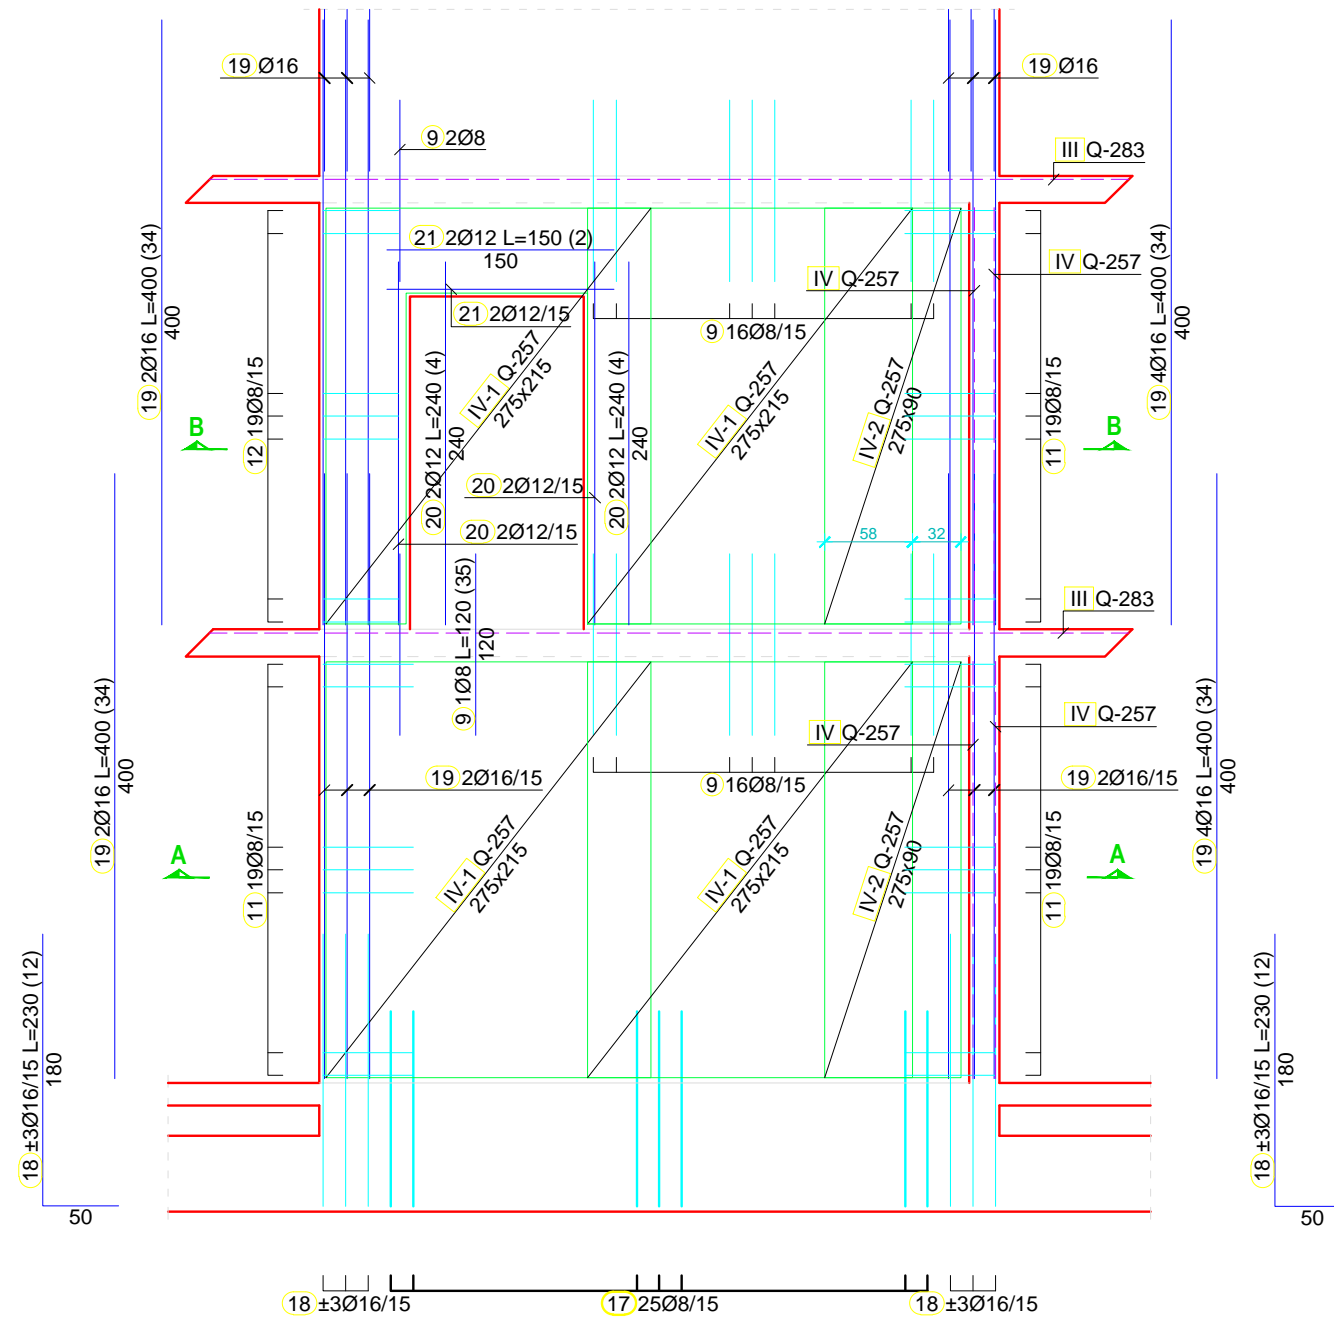 19 Ø16
19 Ø16
9 2Ø8
III Q-283
21 2Ø12 L=150 (2)
150
IV Q-257
IV Q-257
19 2Ø16 L=400 (34)
400
19 4Ø16 L=400 (34)
400
21 2Ø12/15
9 16Ø8/15
IV-1 Q-257
275x215
IV-1 Q-257
275x215
IV-2 Q-257
275x90
20 2Ø12 L=240 (4)
240
20 2Ø12 L=240 (4)
240
12 19Ø8/15
11 19Ø8/15
B
B
20 2Ø12/15
20 2Ø12/15
58
32
9 1Ø8 L=120 (35)
120
III Q-283
IV Q-257
IV Q-257
19 2Ø16 L=400 (34)
400
19 4Ø16 L=400 (34)
400
19 2Ø16/15
9 16Ø8/15
19 2Ø16/15
IV-1 Q-257
275x215
IV-1 Q-257
275x215
IV-2 Q-257
275x90
11 19Ø8/15
11 19Ø8/15
A
A
18 ±3Ø16/15 L=230 (12)
180
50
18 ±3Ø16/15 L=230 (12)
180
50
18 ±3Ø16/15
17 25Ø8/15
18 ±3Ø16/15